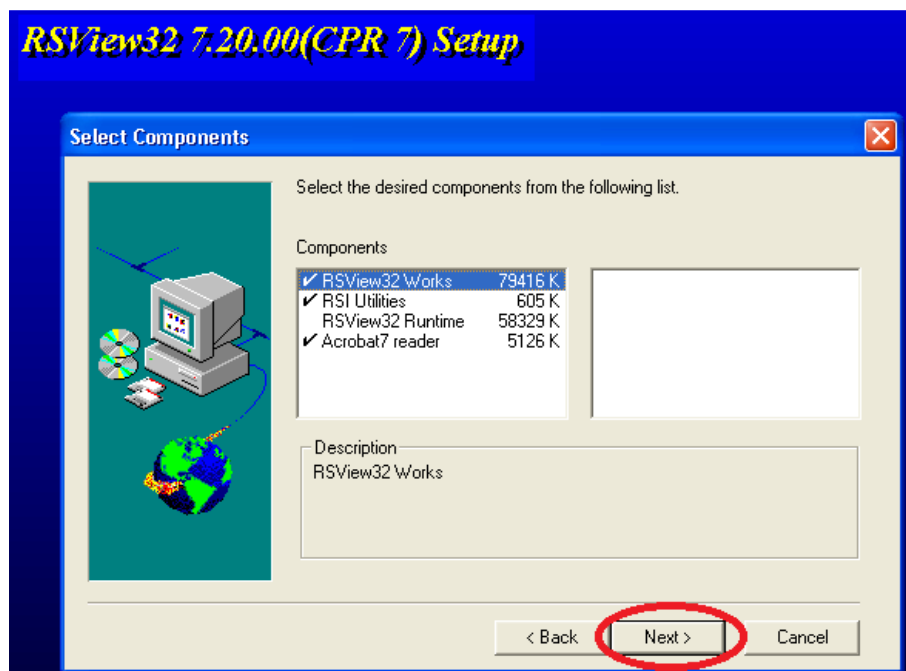 RSView32 7.20.00(CPR 7) Setup
Select Components
Select the desired components from the following list.
Components
✔ RSView32 Works 79416 K
✔ RSI Utilities 605 K
RSView32 Runtime 58329 K
✔ Acrobat7 reader 5126 K
Description
RSView32 Works
< Back Next > Cancel